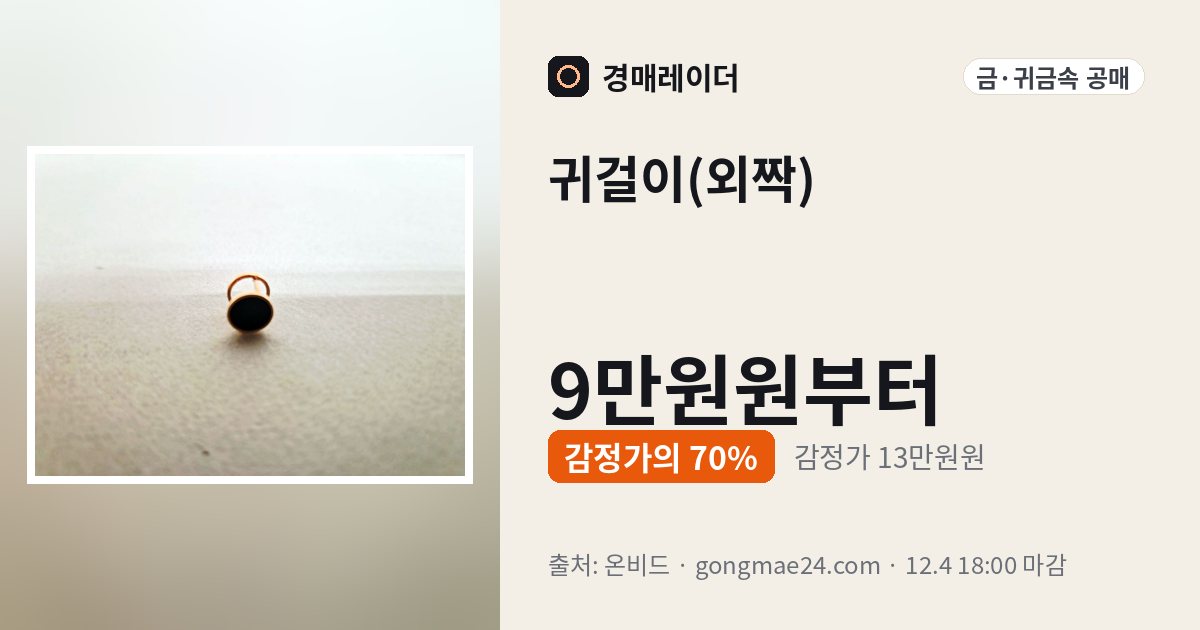 경매레이더
금·귀금속 공매
귀걸이(외짝)
9만원원부터
감정가의 70% 감정가 13만원원
출처: 온비드 · gongmae24.com · 12.4 18:00 마감